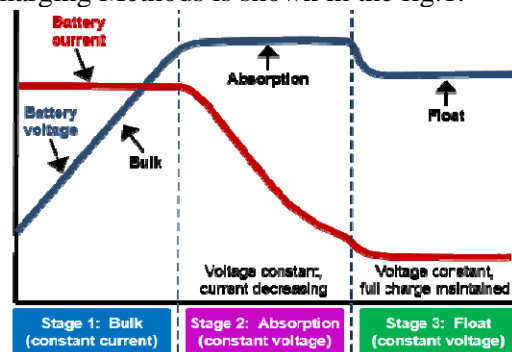 charging Methods is shown in the fig.1.
Battery
current
Absorption
Float
Battery
voltage
Bulk
Voltage constant,
current decreasing
Voltage constant,
full charge maintained
Stage 1: Bulk
(constant current)
Stage 2: Absorption
(constant voltage)
Stage 3: Float
(constant voltage)